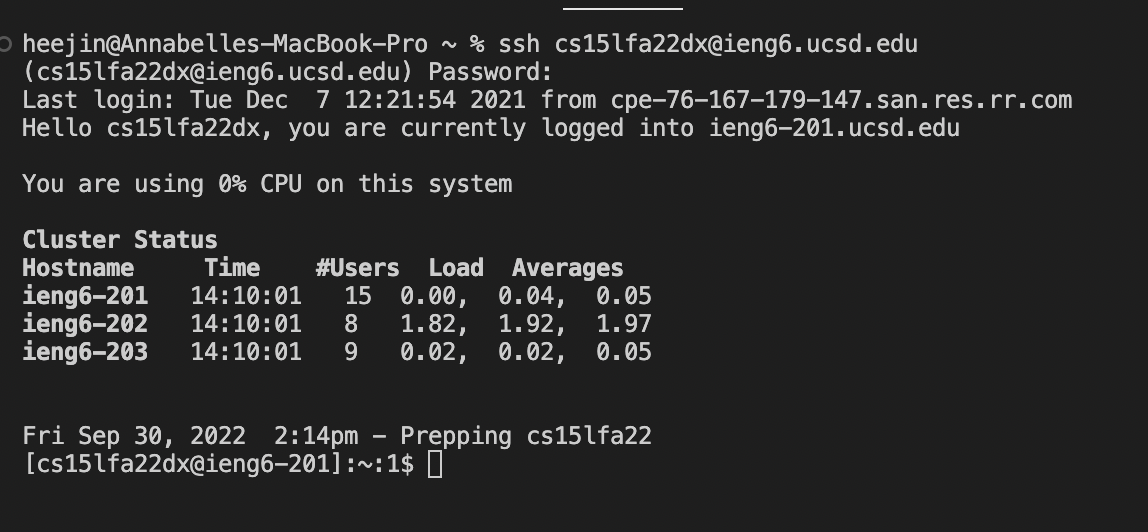 heejin@Annabelles-MacBook-Pro ~ % ssh cs15lfa22dx@ieng6.ucsd.edu
(cs15lfa22dx@ieng6.ucsd.edu) Password:
Last login: Tue Dec  7 12:21:54 2021 from cpe-76-167-179-147.san.res.rr.com
Hello cs15lfa22dx, you are currently logged into ieng6-201.ucsd.edu
You are using 0% CPU on this system
Cluster Status
Hostname     Time    #Users  Load  Averages
ieng6-201   14:10:01   15  0.00,  0.04,  0.05
ieng6-202   14:10:01   8   1.82,  1.92,  1.97
ieng6-203   14:10:01   9   0.02,  0.02,  0.05
Fri Sep 30, 2022  2:14pm - Prepping cs15lfa22
[cs15lfa22dx@ieng6-201]:~:1$